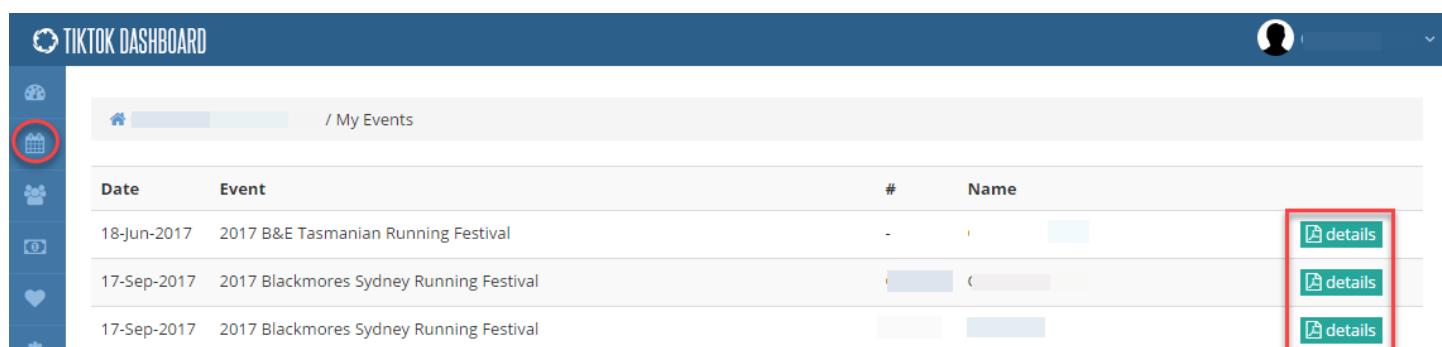 TIKTOK DASHBOARD
/ My Events
Date Event # Name
18-Jun-2017 2017 B&E Tasmanian Running Festival - details
17-Sep-2017 2017 Blackmores Sydney Running Festival details
17-Sep-2017 2017 Blackmores Sydney Running Festival details